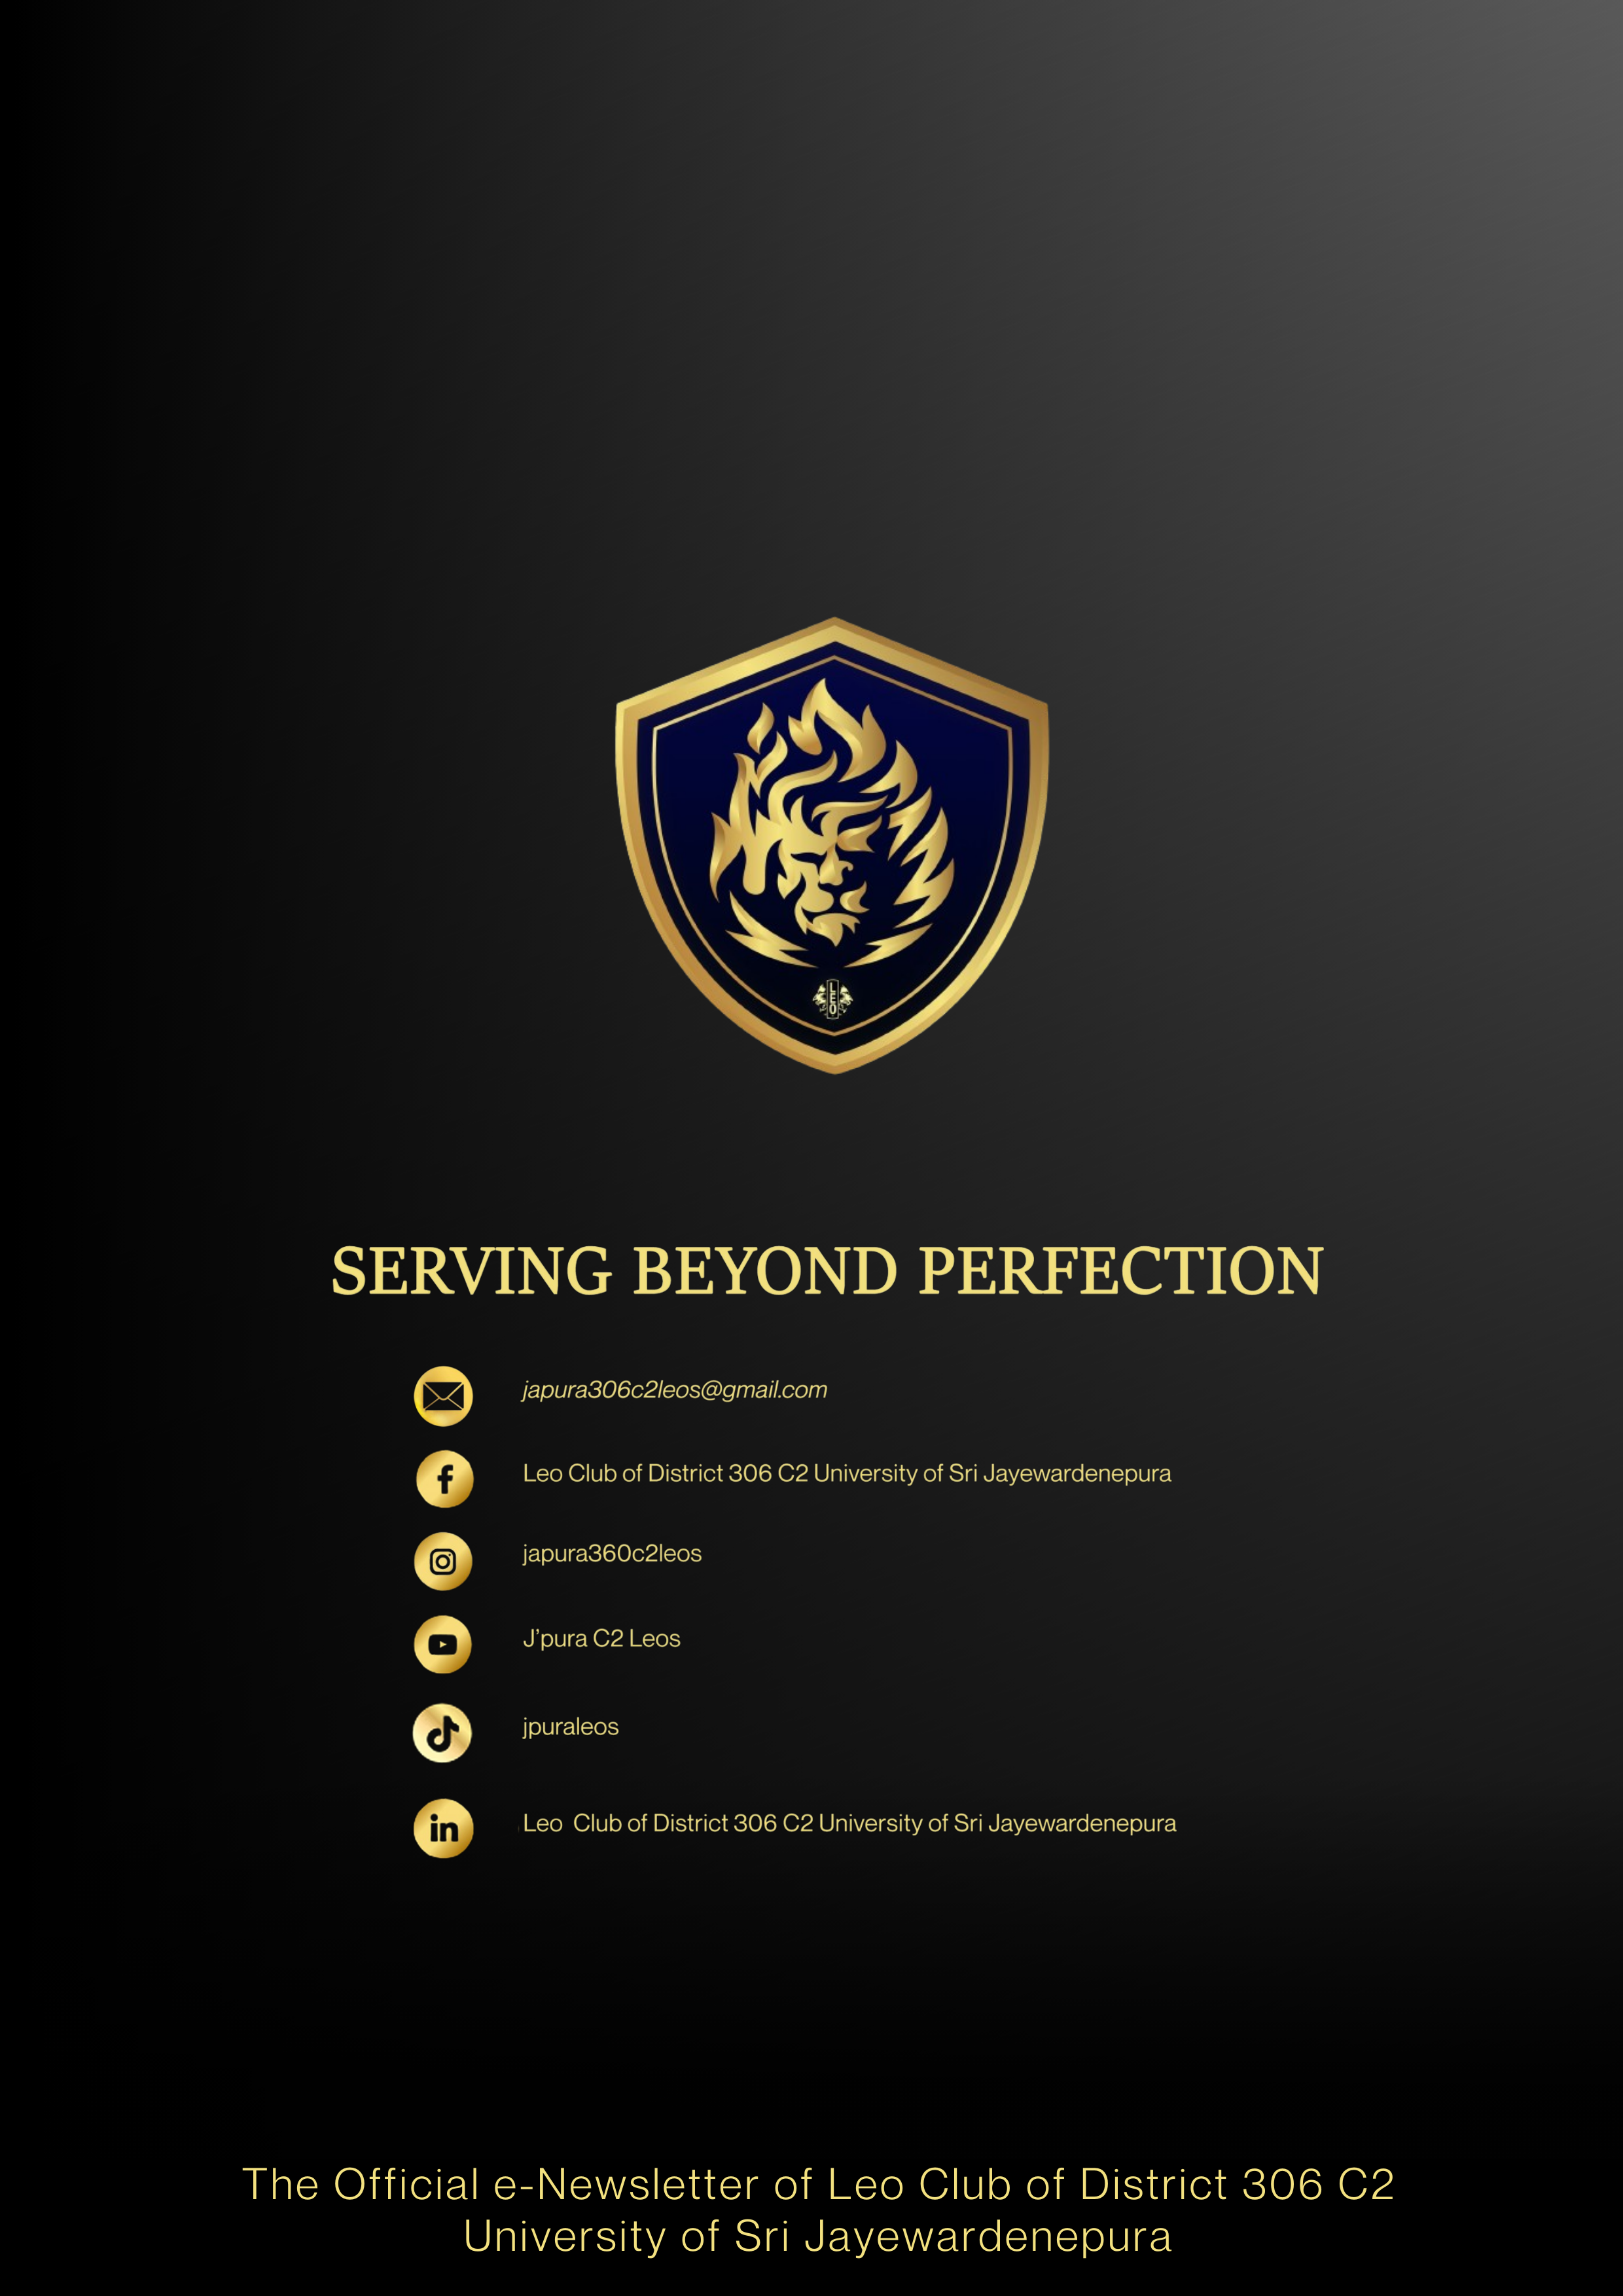 LEO
SERVING BEYOND PERFECTION
japura306c2leos@gmail.com
Leo Club of District 306 C2 University of Sri Jayewardenepura
japura360c2leos
J’pura C2 Leos
jpuraleos
Leo  Club of District 306 C2 University of Sri Jayewardenepura
The Official e-Newsletter of Leo Club of District 306 C2
University of Sri Jayewardenepura